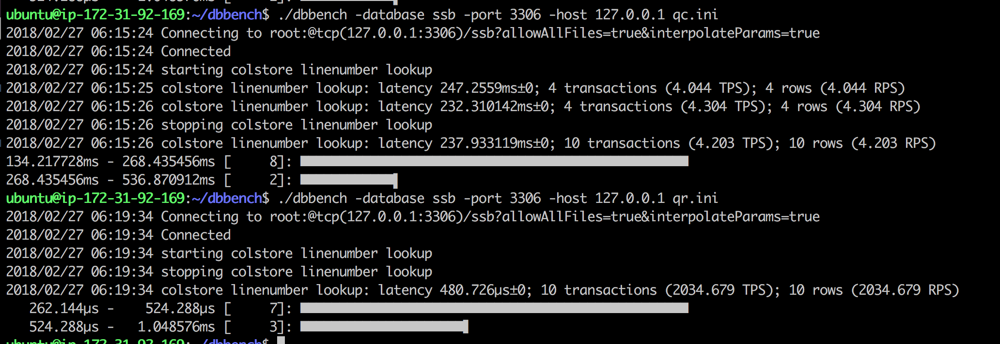 ubuntu@ip-172-31-92-169:~/dbbench$ ./dbbench -database ssb -port 3306 -host 127.0.0.1 qc.ini
2018/02/27 06:15:24 Connecting to root:@tcp(127.0.0.1:3306)/ssb?allowAllFiles=true&interpolateParams=true
2018/02/27 06:15:24 Connected
2018/02/27 06:15:24 starting colstore linenumber lookup
2018/02/27 06:15:25 colstore linenumber lookup: latency 247.2559ms±0; 4 transactions (4.044 TPS); 4 rows (4.044 RPS)
2018/02/27 06:15:26 colstore linenumber lookup: latency 232.310142ms±0; 4 transactions (4.304 TPS); 4 rows (4.304 RPS)
2018/02/27 06:15:26 stopping colstore linenumber lookup
2018/02/27 06:15:26 colstore linenumber lookup: latency 237.933119ms±0; 10 transactions (4.203 TPS); 10 rows (4.203 RPS)
134.217728ms - 268.435456ms [     8]:
268.435456ms - 536.870912ms [     2]:
ubuntu@ip-172-31-92-169:~/dbbench$ ./dbbench -database ssb -port 3306 -host 127.0.0.1 qr.ini
2018/02/27 06:19:34 Connecting to root:@tcp(127.0.0.1:3306)/ssb?allowAllFiles=true&interpolateParams=true
2018/02/27 06:19:34 Connected
2018/02/27 06:19:34 starting colstore linenumber lookup
2018/02/27 06:19:34 stopping colstore linenumber lookup
2018/02/27 06:19:34 colstore linenumber lookup: latency 480.726µs±0; 10 transactions (2034.679 TPS); 10 rows (2034.679 RPS)
262.144µs -    524.288µs [     7]:
524.288µs -   1.048576ms [     3]:
ubuntu@ip-172-31-92-169:~/dbbench$